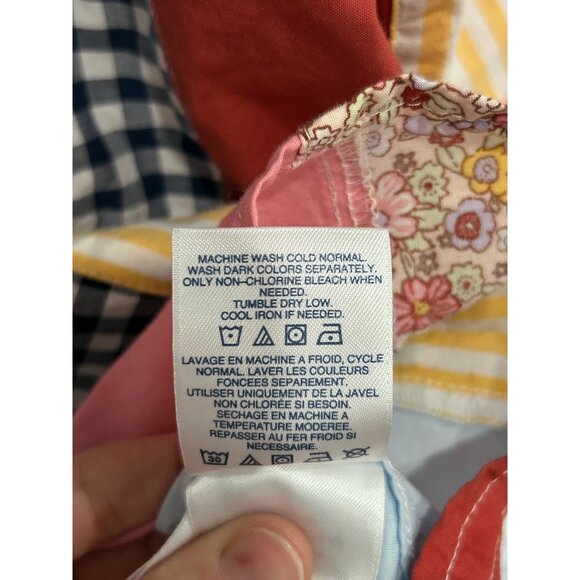 MACHINE WASH COLD NORMAL.
WASH DARK COLORS SEPARATELY.
ONLY NON-CHLORINE BLEACH WHEN
NEEDED.
TUMBLE DRY LOW.
COOL IRON IF NEEDED.
LAVAGE EN MACHINE A FROID, CYCLE
NORMAL. LAVER LES COULEURS
FONCEES SEPAREMENT.
UTILISER UNIQUEMENT DE LA JAVEL
NON CHLORÉE SI BESOIN.
SECHAGE EN MACHINE A
TEMPERATURE MODEREE.
REPASSER AU FER FROID SI
NECESSAIRE.
30